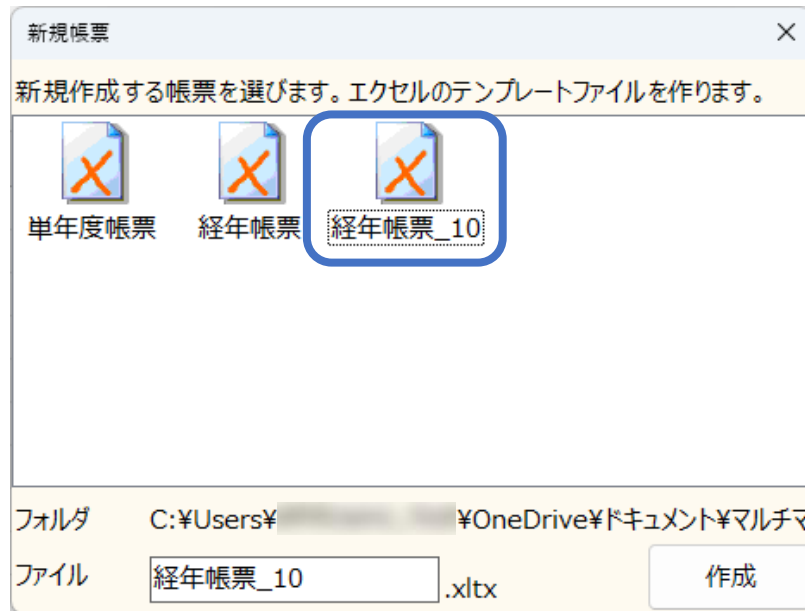 新規帳票
新規作成する帳票を選びます。エクセルのテンプレートファイルを作ります。
単年度帳票 経年帳票 経年帳票_10
フォルダ C:¥Users¥ ¥OneDrive¥ドキュメント¥マルチマ
ファイル 経年帳票_10 .xltx 作成